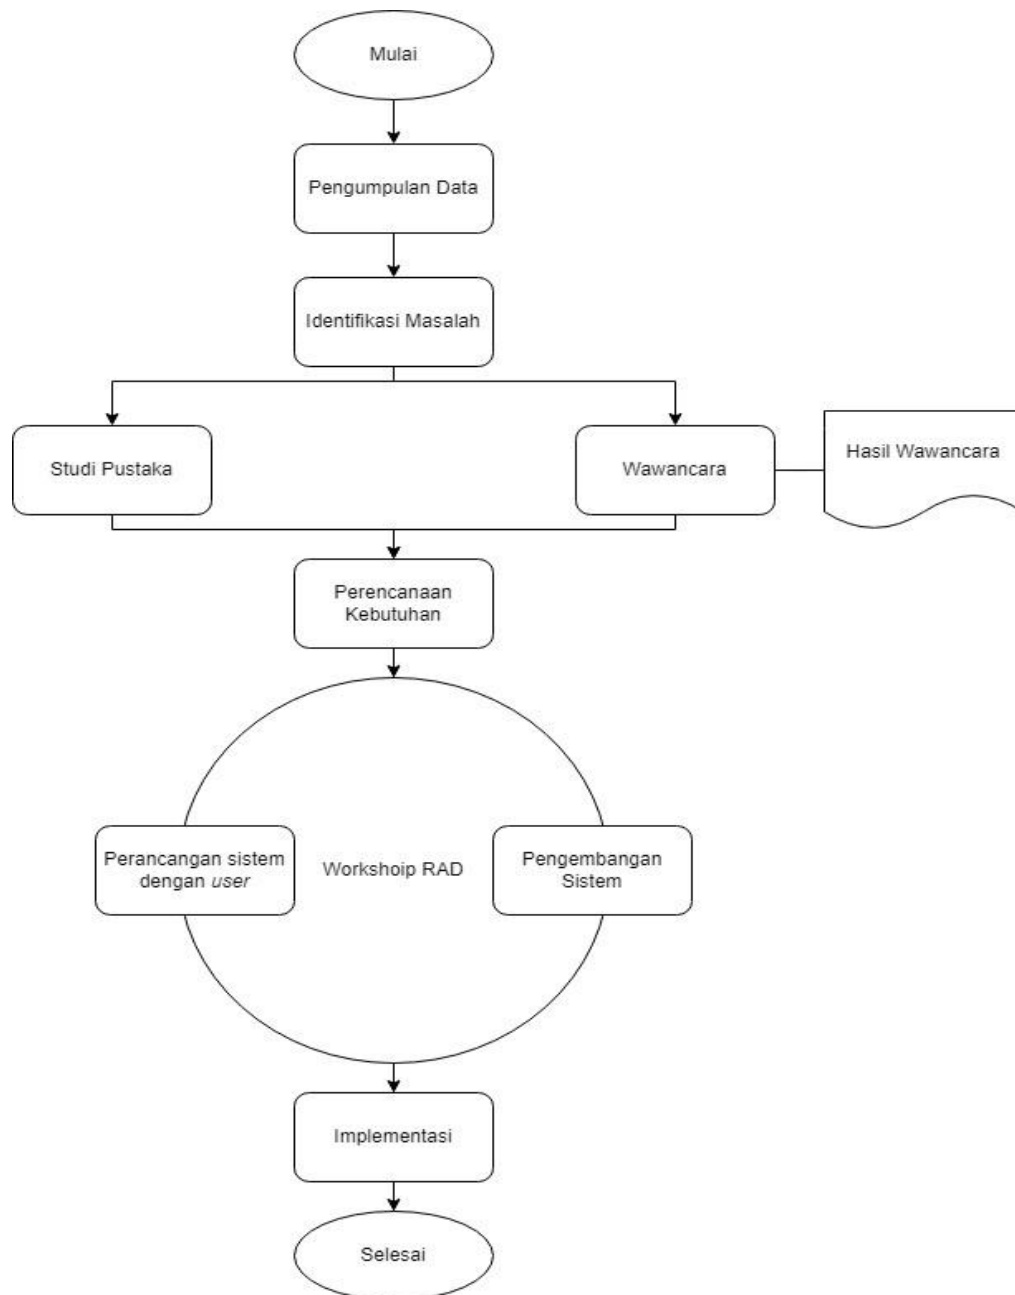 Mulai
Pengumpulan Data
Identifikasi Masalah
Studi Pustaka
Wawancara
Hasil Wawancara
Perencanaan
Kebutuhan
Perancangan sistem
dengan user
Workshoip RAD
Pengembangan
Sistem
Implementasi
Selesai